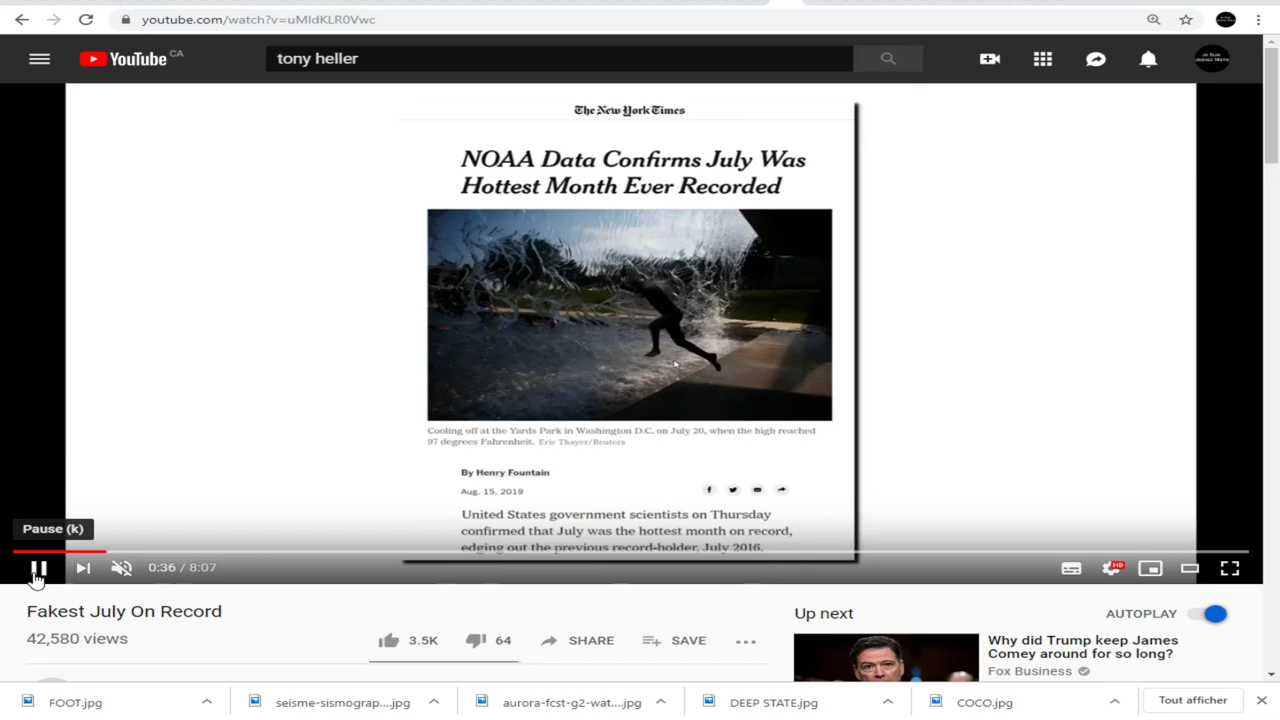 youtube.com/watch?v=uMIdKLR0Vwc
YouTube CA
tony heller
Je Suis
The New York Times
NOAA Data Confirms July Was
Hottest Month Ever Recorded
Cooling off at the Yards Park in Washington D.C. on July 20, when the high reached
97 degrees Fahrenheit. Eric Thayer/Reuters
By Henry Fountain
Aug. 15, 2019
United States government scientists on Thursday
confirmed that July was the hottest month on record,
edging out the previous record-holder, July 2016.
Pause (k)
0:36 / 8:07
HD
Fakest July On Record
42,580 views
3.5K
64
SHARE
SAVE
Up next
AUTOPLAY
Why did Trump keep James
Comey around for so long?
Fox Business
FOOT.jpg
seisme-sismograp....jpg
aurora-fcst-g2-wat....jpg
DEEP STATE.jpg
COCO.jpg
Tout afficher